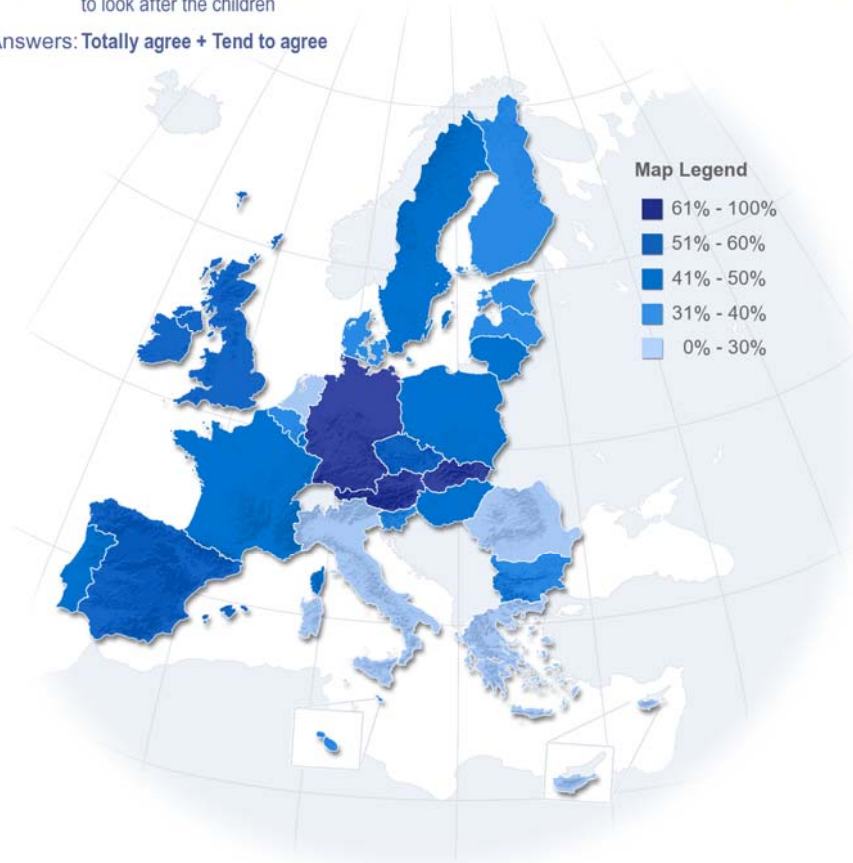 to look after the children
Answers: Totally agree + Tend to agree
Map Legend
61% - 100%
51% - 60%
41% - 50%
31% - 40%
0% - 30%